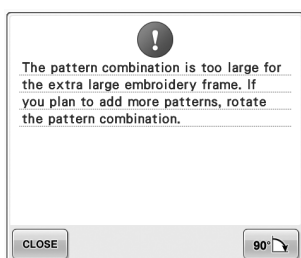 The pattern combination is too large for
the extra large embroidery frame. If
you plan to add more patterns, rotate
the pattern combination.
CLOSE
90°